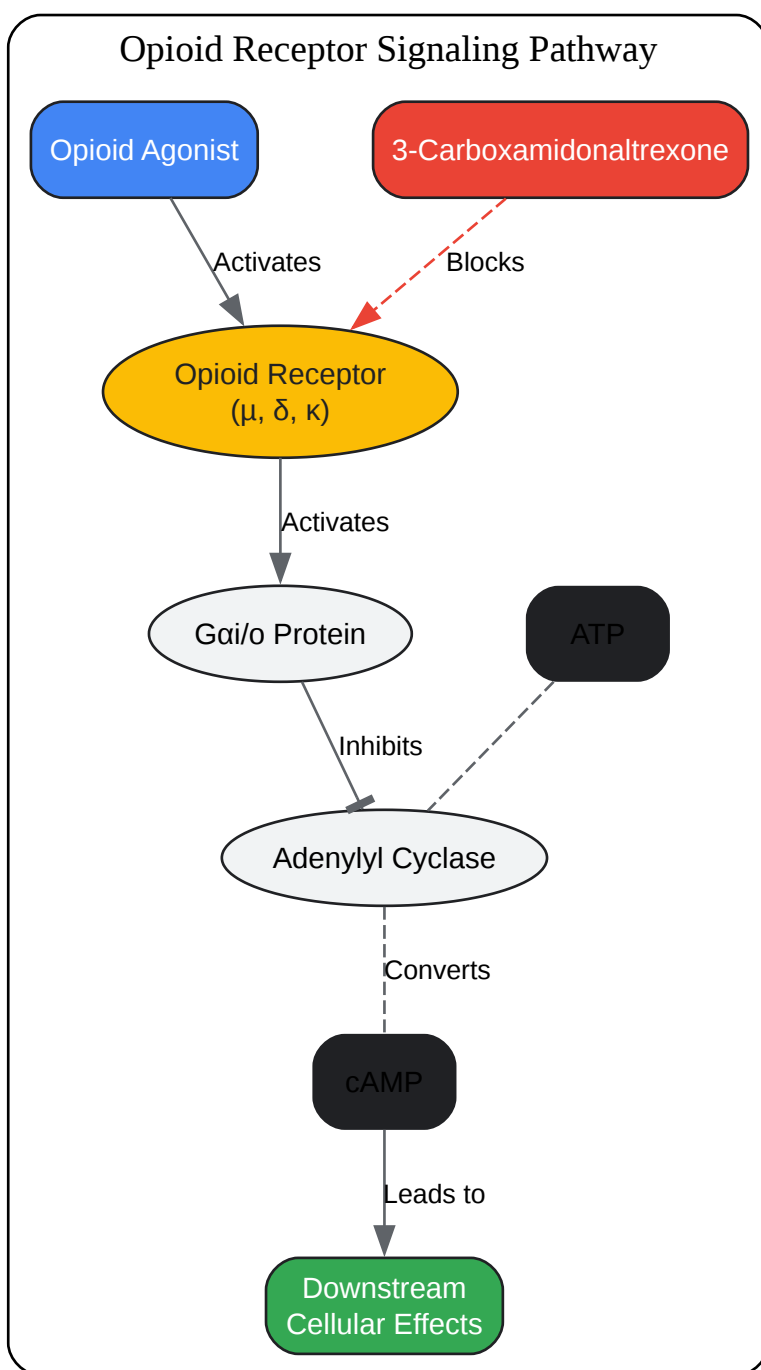 Opioid Receptor Signaling Pathway
Opioid Agonist
3-Carboxamidonaltrexone
Activates
Blocks
Opioid Receptor
(μ, δ, κ)
Activates
Gαi/o Protein
ATP
Inhibits
Adenylyl Cyclase
Converts
cAMP
Leads to
Downstream
Cellular Effects